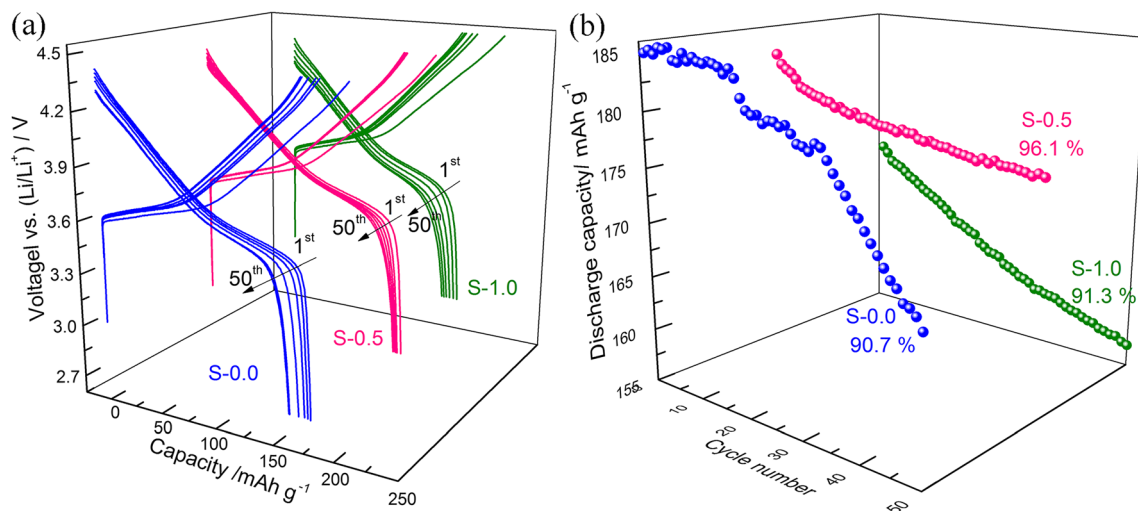 (a)
4.5
4.2
3.9
3.6
3.3
3.0
2.7
Voltagel vs. (Li/Li⁺) / V
0
50
100
150
200
250
Capacity /mAh g⁻¹
1ˢᵗ
50ᵗʰ
S-0.0
1ˢᵗ
50ᵗʰ
S-0.5
1ˢᵗ
50ᵗʰ
S-1.0
(b)
185
180
175
170
165
160
155
Discharge capacity/ mAh g⁻¹
10
20
30
40
50
Cycle number
S-0.5
96.1 %
S-1.0
91.3 %
S-0.0
90.7 %